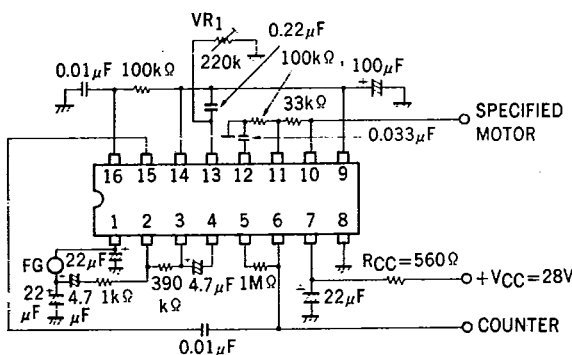 VR1
0.22μF
220k
100kΩ
100μF
0.01μF
100kΩ
33kΩ
SPECIFIED
MOTOR
0.033μF
16 15 14 13 12 11 10 9
1 2 3 4 5 6 7 8
FG
22μF
22
μF
4.7
μF
1kΩ
390
kΩ
4.7μF
1MΩ
22μF
RCC=560Ω
+VCC=28V
COUNTER
0.01μF